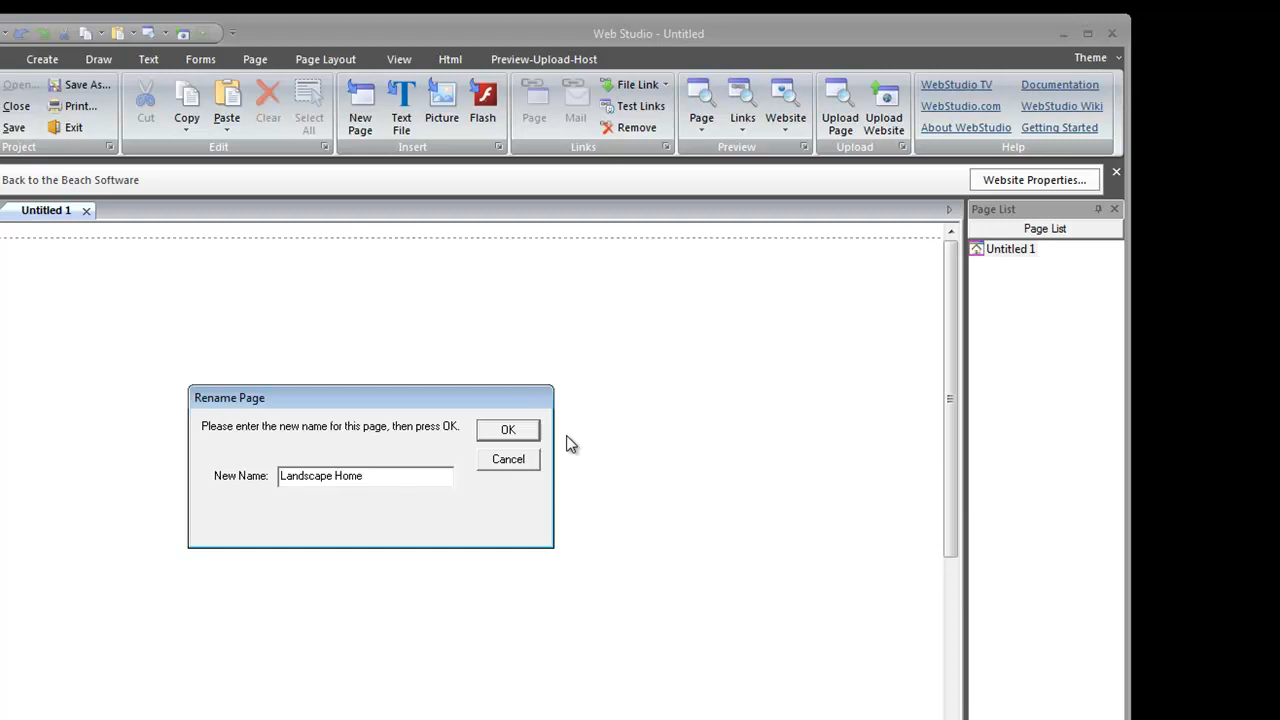 Web Studio - Untitled
Create Draw Text Forms Page Page Layout View Html Preview-Upload-Host Theme
Open... Save As... Cut Copy Paste Clear Select All New Page Text File Picture Flash Page Mail File Link Page Links Website Upload Page Upload Website WebStudio TV Documentation
Close Print... Test Links WebStudio.com WebStudio Wiki
Save Exit Remove About WebStudio Getting Started
Project Edit Insert Links Preview Upload Help
Back to the Beach Software Website Properties...
Untitled 1 Page List
Page List
Untitled 1
Rename Page
Please enter the new name for this page, then press OK. OK
Cancel
New Name: Landscape Home